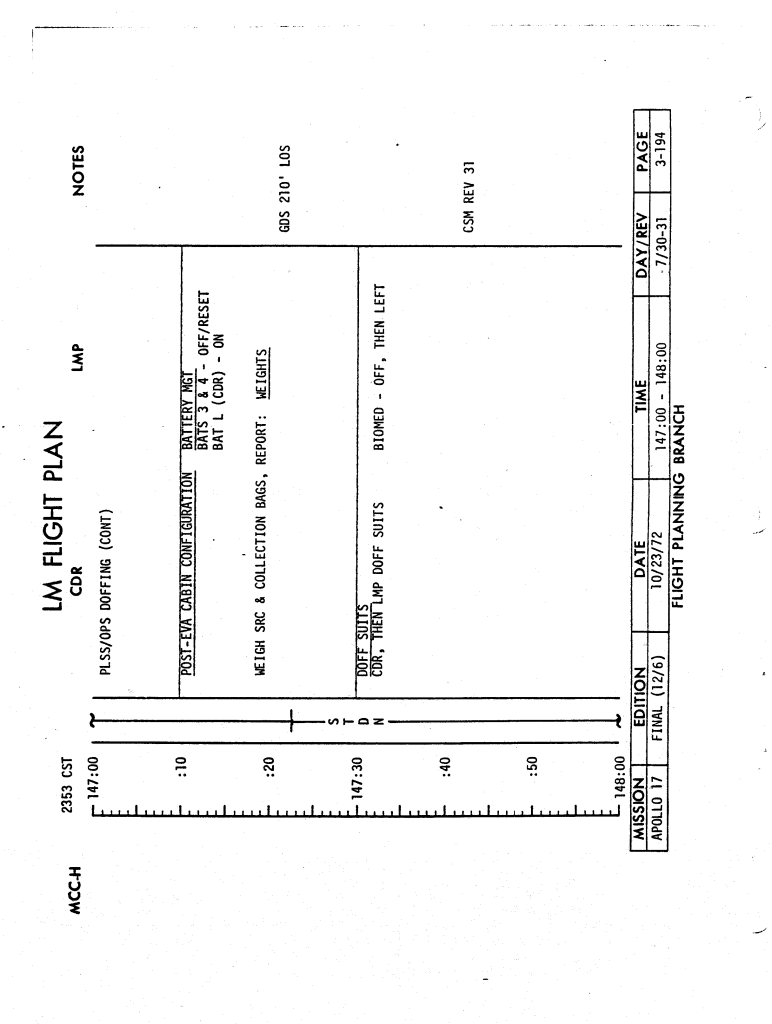 LM FLIGHT PLAN
MCC-H
2353 CST
CDR
LMP
NOTES
147:00
PLSS/OPS DOFFING (CONT)
:10
POST-EVA CABIN CONFIGURATION
BATTERY MGT
BATS 3 & 4 - OFF/RESET
BAT L (CDR) - ON
:20
WEIGH SRC & COLLECTION BAGS, REPORT: WEIGHTS
GDS 210' LOS
S
T
D
N
147:30
DOFF SUITS
CDR, THEN LMP DOFF SUITS
BIOMED - OFF, THEN LEFT
:40
CSM REV 31
:50
148:00
MISSION EDITION DATE TIME DAY/REV PAGE
APOLLO 17 FINAL (12/6) 10/23/72 147:00 - 148:00 7/30-31 3-194
FLIGHT PLANNING BRANCH